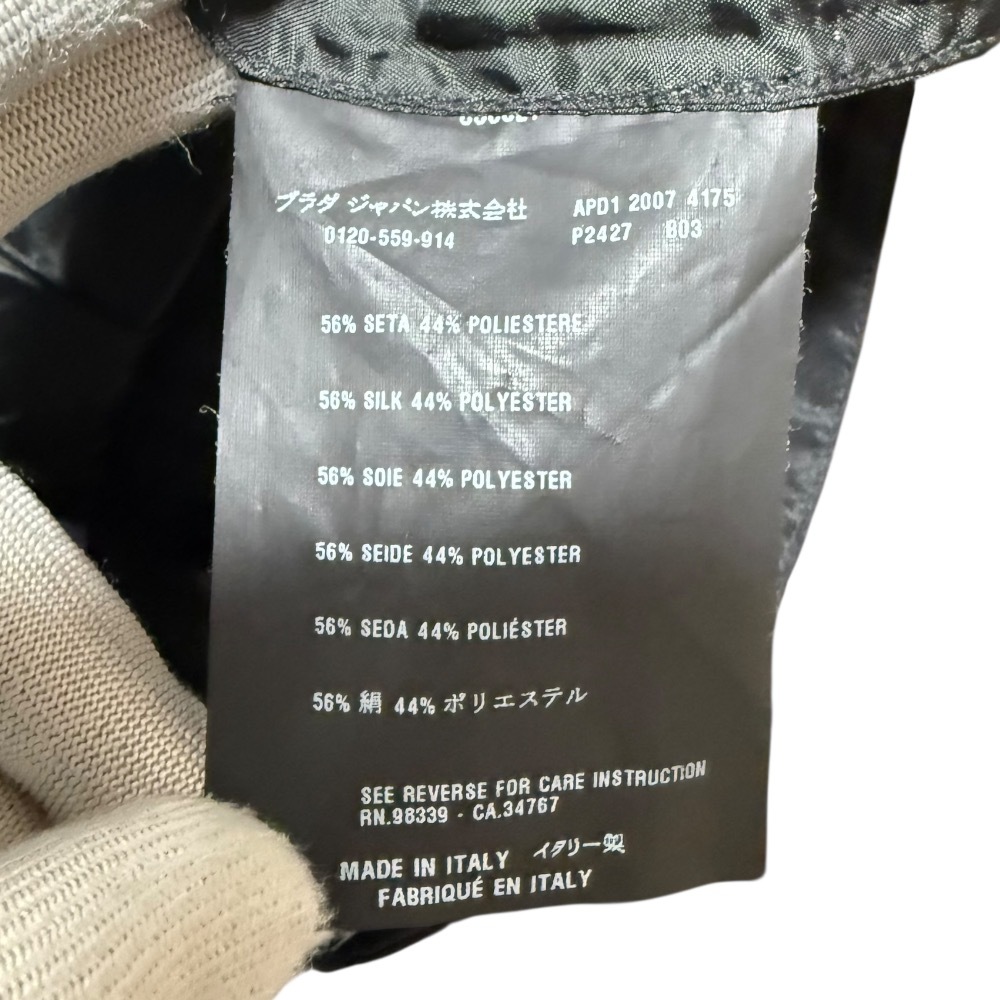 プラダ ジャパン株式会社 APD1 2007 4175
0120-559-914 P2427 B03
56% SETA 44% POLIESTERE
56% SILK 44% POLYESTER
56% SOIE 44% POLYESTER
56% SEIDE 44% POLYESTER
56% SEDA 44% POLIÉSTER
56% 絹 44% ポリエステル
SEE REVERSE FOR CARE INSTRUCTION
RN.98339 - CA.34767
MADE IN ITALY イタリー製
FABRIQUÉ EN ITALY